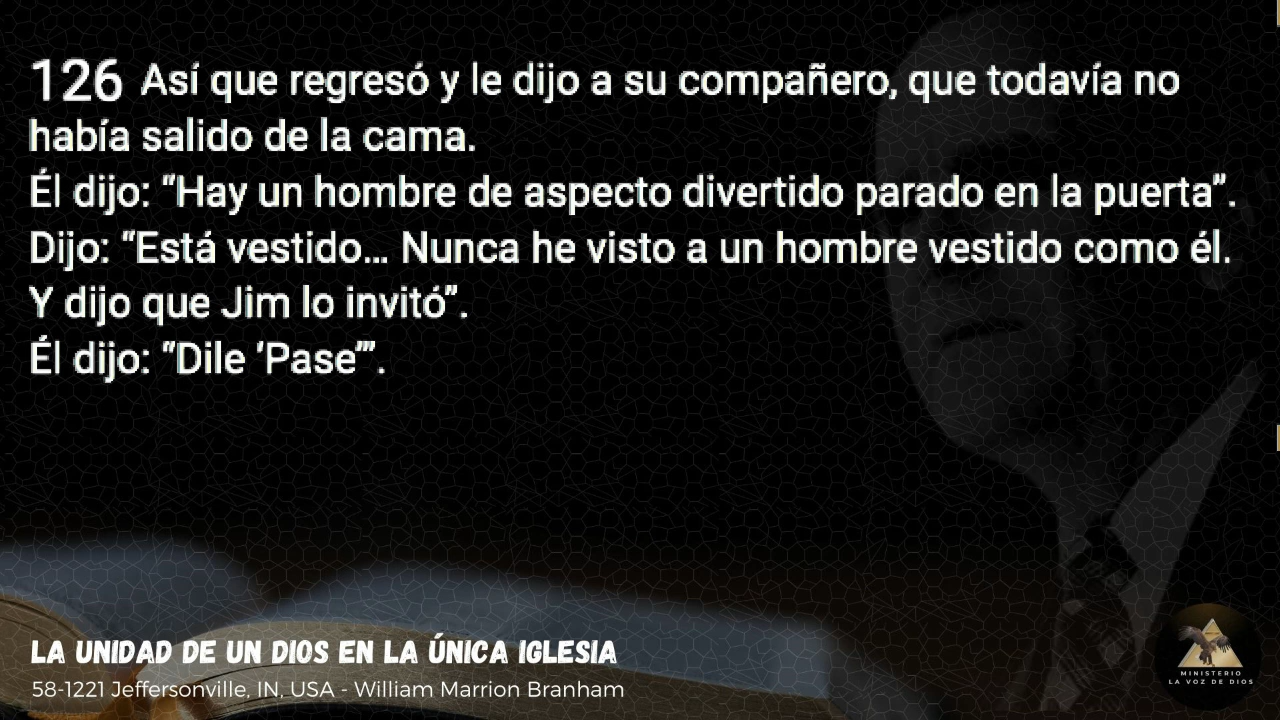 126 Así que regresó y le dijo a su compañero, que todavía no
había salido de la cama.
Él dijo: “Hay un hombre de aspecto divertido parado en la puerta”.
Dijo: “Está vestido... Nunca he visto a un hombre vestido como él.
Y dijo que Jim lo invitó”.
Él dijo: “Dile ‘Pase’”.
LA UNIDAD DE UN DIOS EN LA ÚNICA IGLESIA
58-1221 Jeffersonville, IN, USA - William Marrion Branham
MINISTERIO
LA VOZ DE DIOS